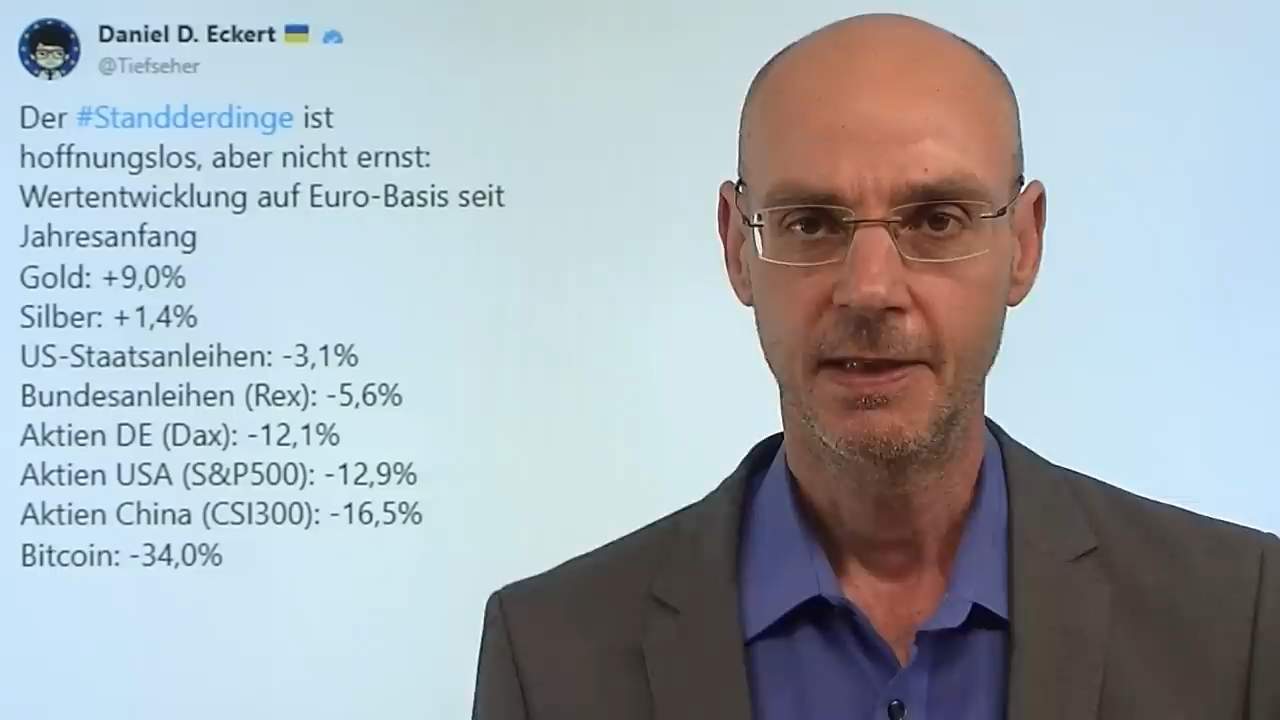 Daniel D. Eckert
@Tiefseher
Der #Standderdinge ist
hoffnungslos, aber nicht ernst:
Wertentwicklung auf Euro-Basis seit
Jahresanfang
Gold: +9,0%
Silber: +1,4%
US-Staatsanleihen: -3,1%
Bundesanleihen (Rex): -5,6%
Aktien DE (Dax): -12,1%
Aktien USA (S&P500): -12,9%
Aktien China (CSI300): -16,5%
Bitcoin: -34,0%